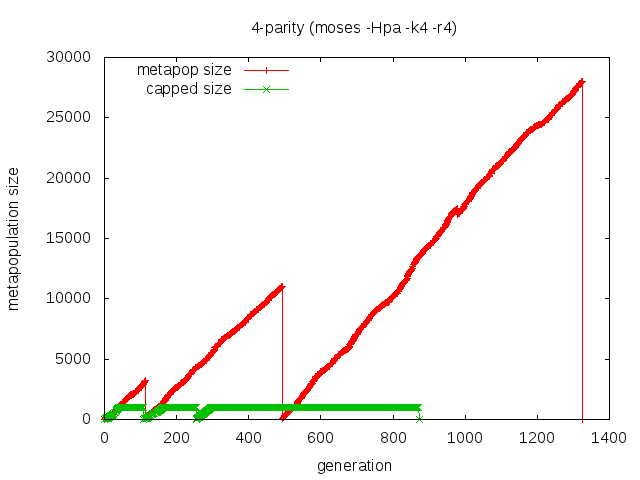 4-parity (moses -Hpa -k4 -r4)
metapop size
capped size
30000
25000
20000
15000
10000
5000
0
metapopulation size
0 200 400 600 800 1000 1200 1400
generation